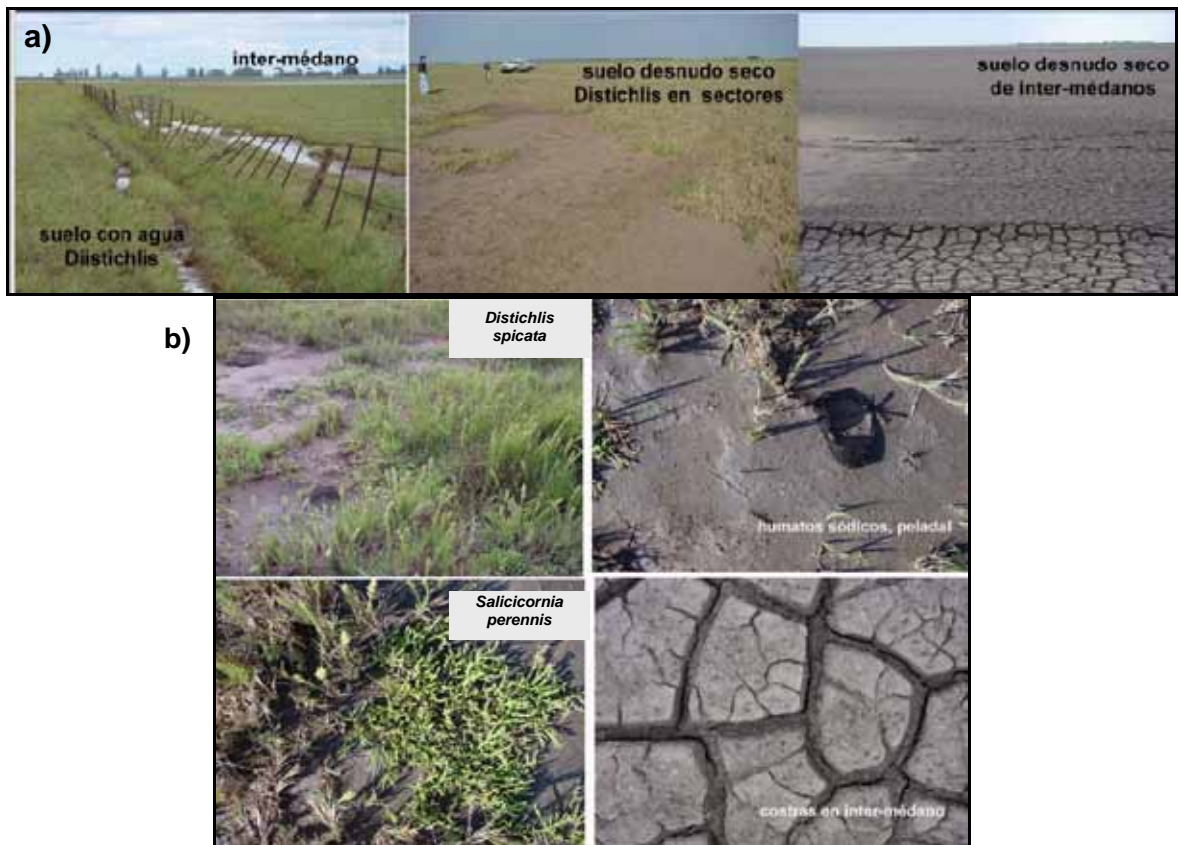 a)
inter-médano
suelo con agua
Diistichlis
suelo desnudo seco
Distichlis en sectores
suelo desnudo seco
de inter-médanos
b)
Distichlis
spicata
humatos sódicos, peladal
Salicicornia
perennis
costras en inter-médano